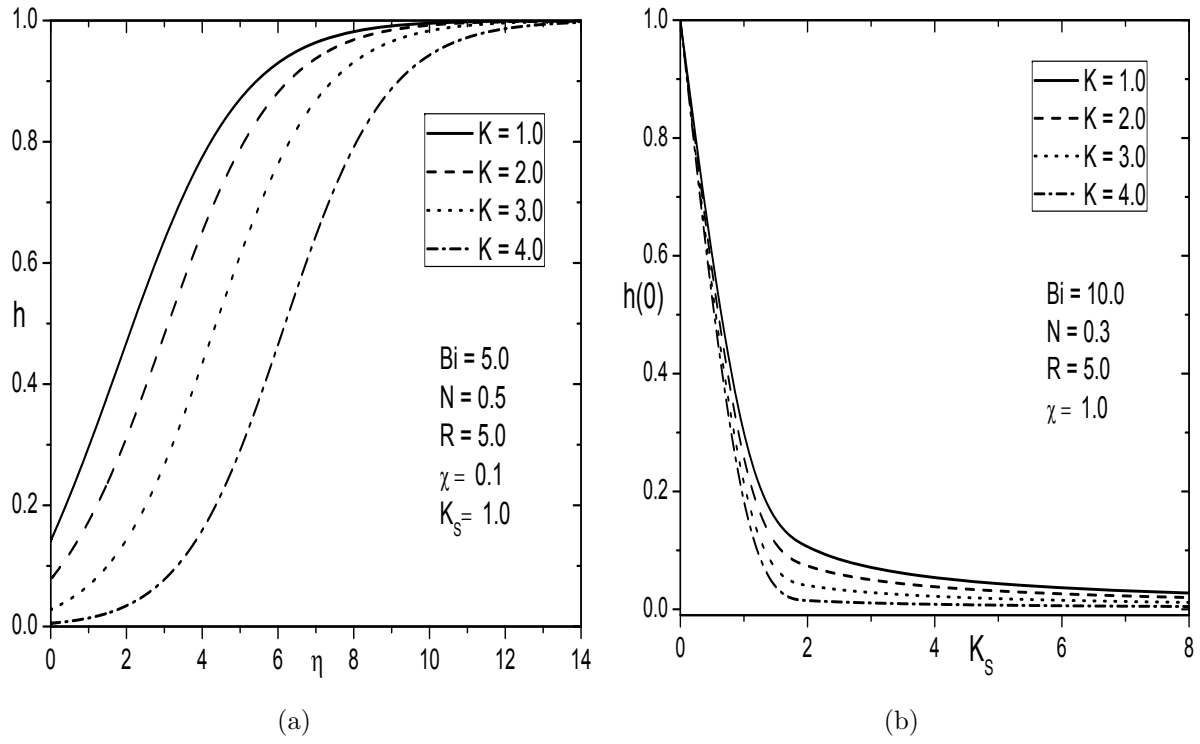 1.0
0.8
0.6
h
0.4
0.2
0.0
0 2 4 6 8 10 12 14
η
K = 1.0
K = 2.0
K = 3.0
K = 4.0
Bi = 5.0
N = 0.5
R = 5.0
χ = 0.1
Kₛ= 1.0
(a)
1.0
0.8
0.6
h(0)
0.4
0.2
0.0
0 2 4 6 8
Kₛ
K = 1.0
K = 2.0
K = 3.0
K = 4.0
Bi = 10.0
N = 0.3
R = 5.0
χ = 1.0
(b)